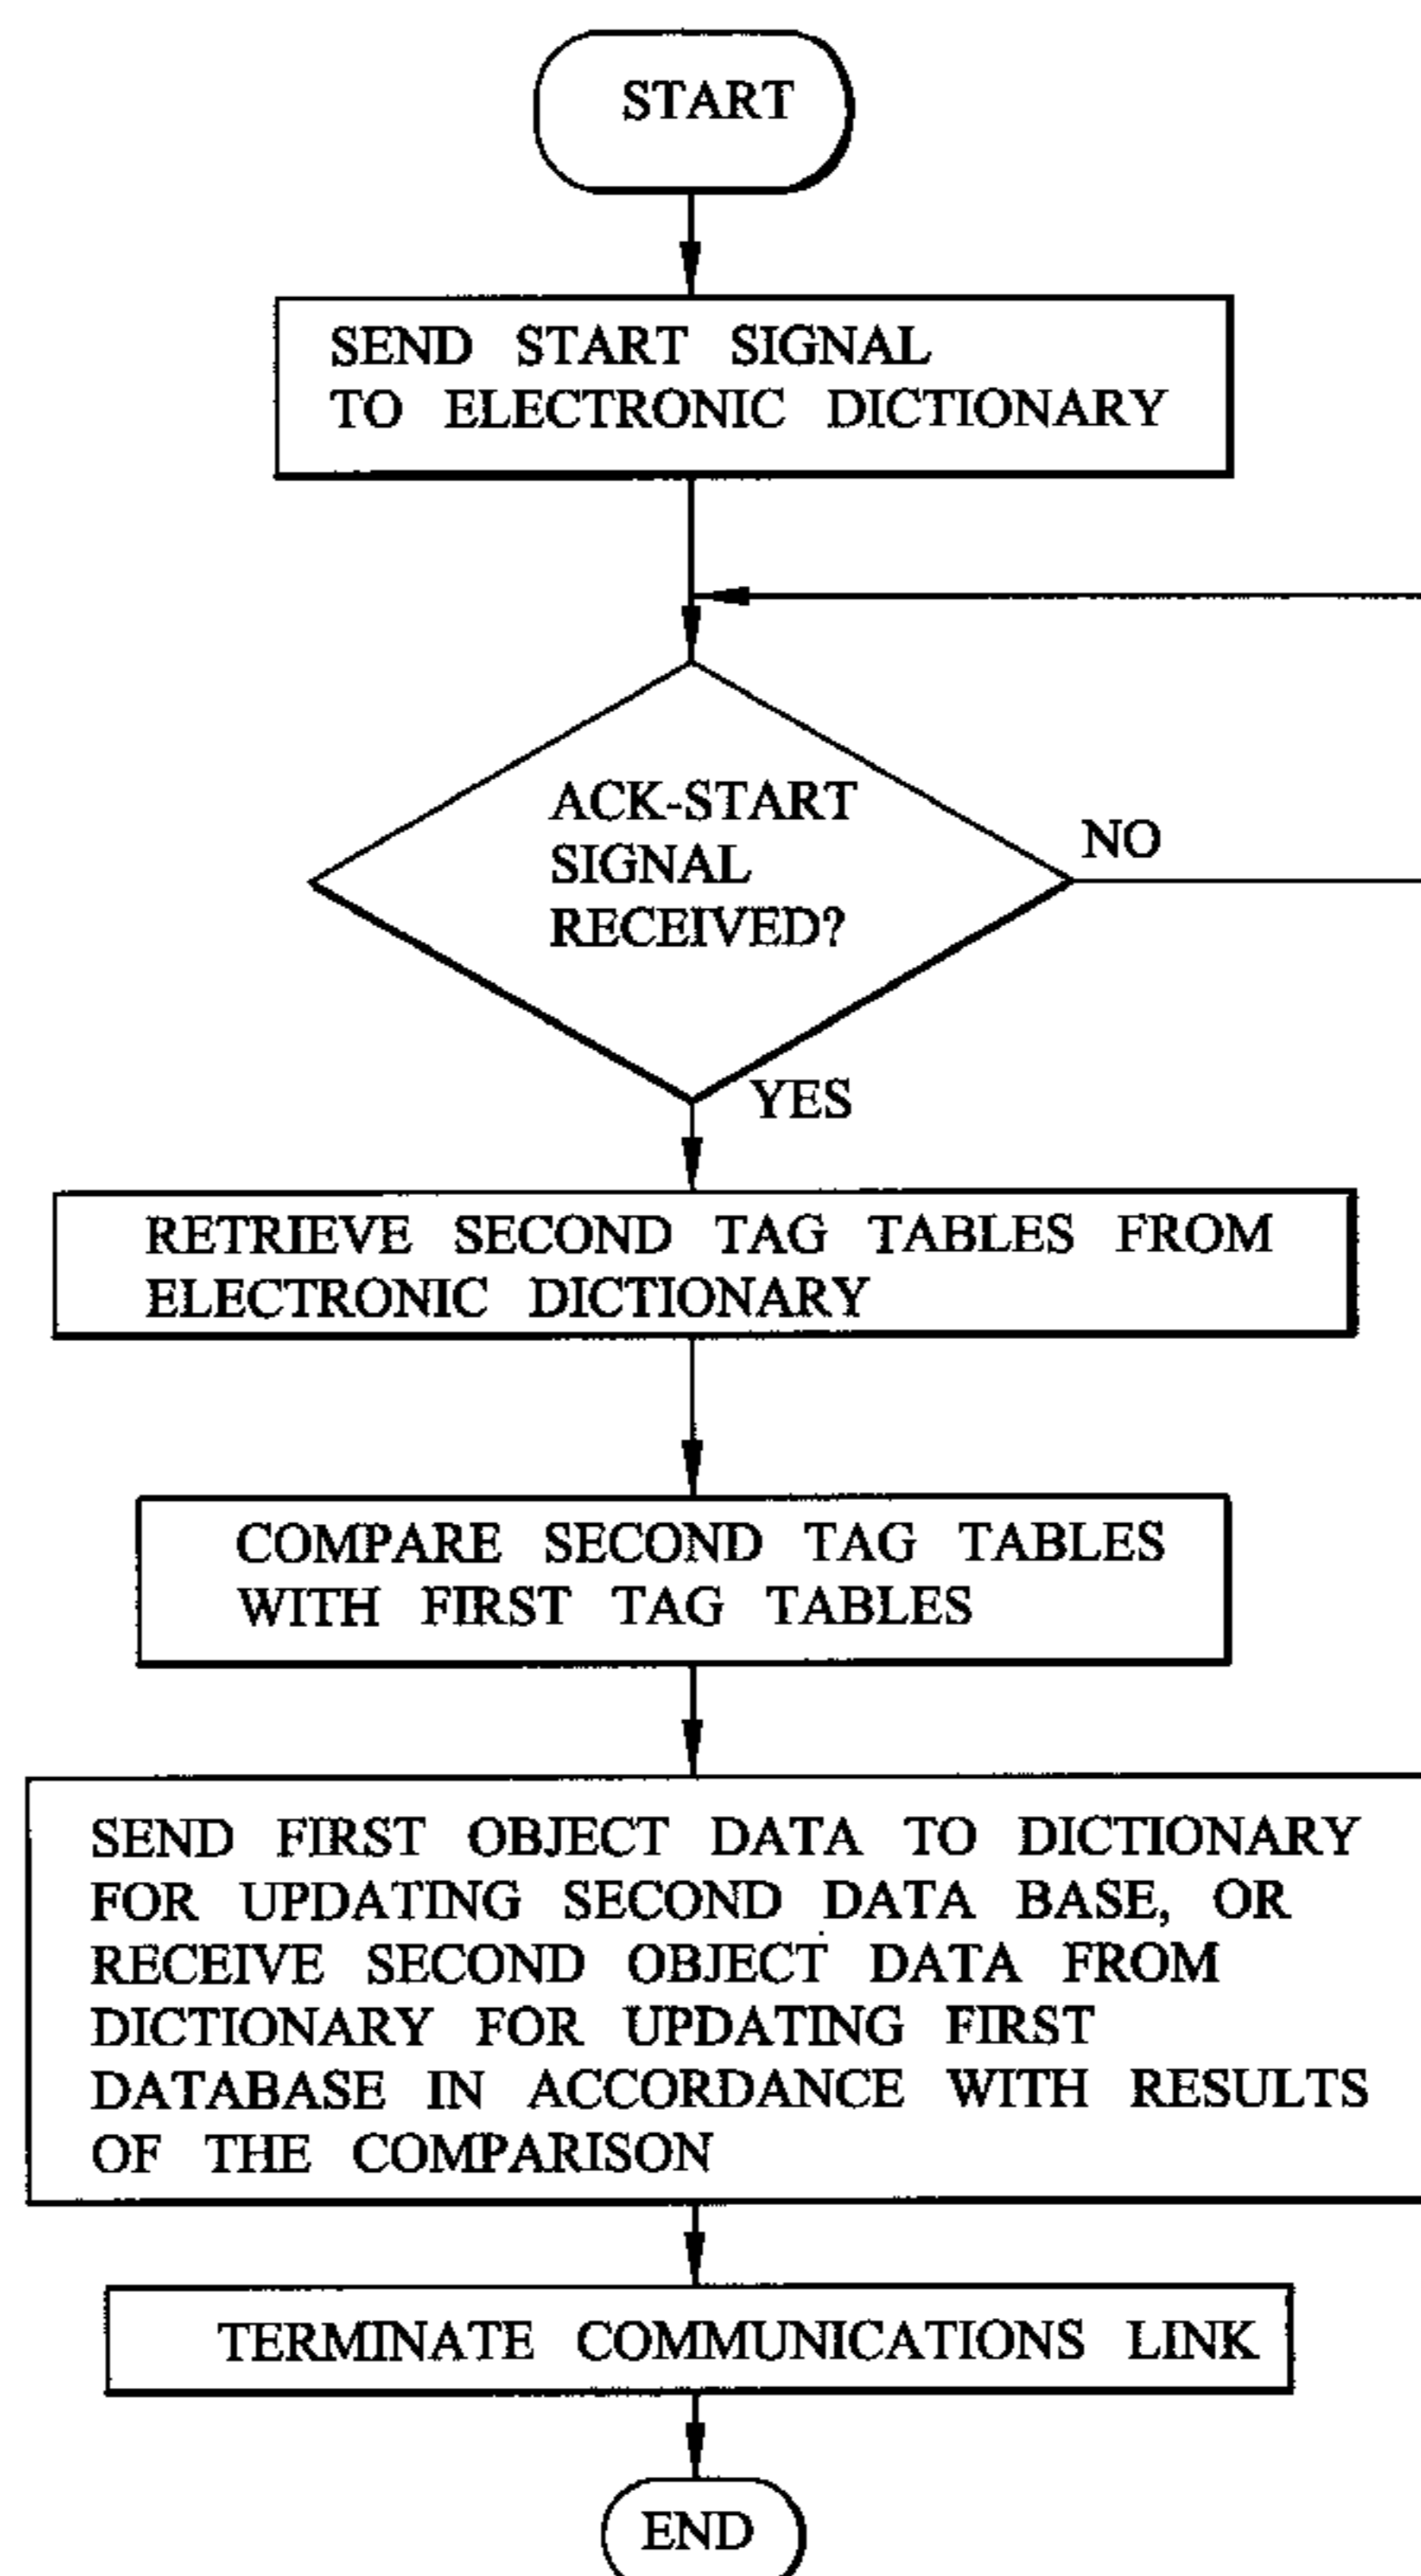 START
SEND START SIGNAL
TO ELECTRONIC DICTIONARY
ACK-START
SIGNAL
RECEIVED?
NO
YES
RETRIEVE SECOND TAG TABLES FROM
ELECTRONIC DICTIONARY
COMPARE SECOND TAG TABLES
WITH FIRST TAG TABLES
SEND FIRST OBJECT DATA TO DICTIONARY
FOR UPDATING SECOND DATA BASE, OR
RECEIVE SECOND OBJECT DATA FROM
DICTIONARY FOR UPDATING FIRST
DATABASE IN ACCORDANCE WITH RESULTS
OF THE COMPARISON
TERMINATE COMMUNICATIONS LINK
END